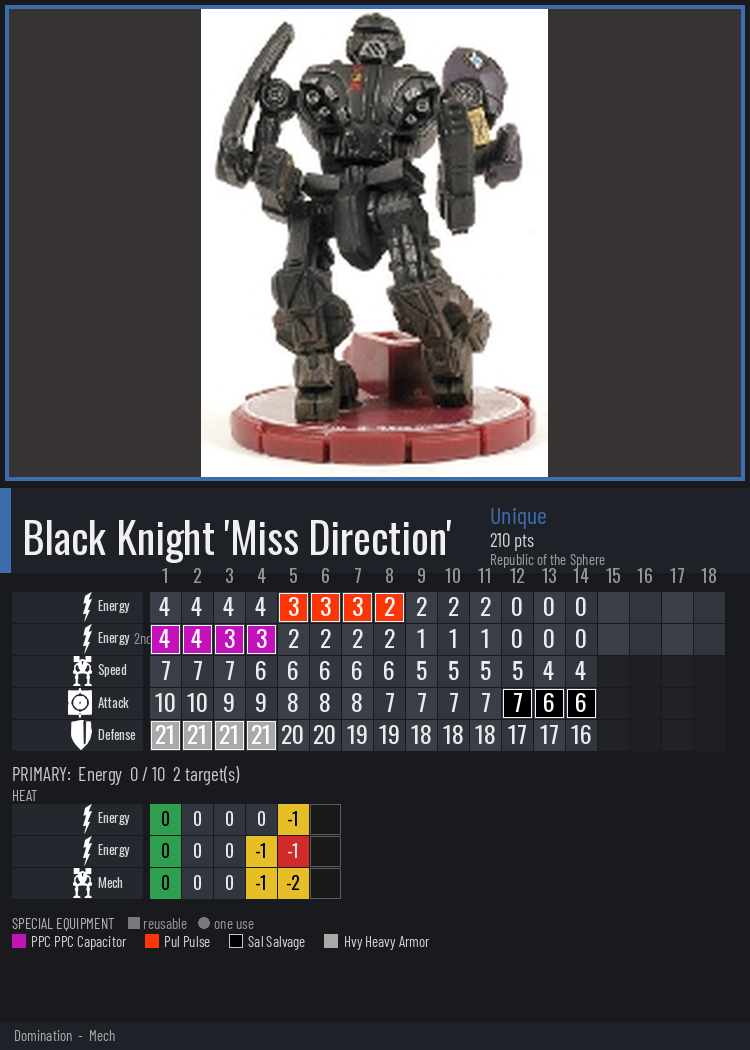 Black Knight 'Miss Direction'
Unique
210 pts
Republic of the Sphere
1 2 3 4 5 6 7 8 9 10 11 12 13 14 15 16 17 18
Energy 4 4 4 4 3 3 3 2 2 2 2 0 0 0
Energy 2nd 4 4 3 3 2 2 2 2 1 1 1 0 0 0
Speed 7 7 7 6 6 6 6 6 5 5 5 5 4 4
Attack 10 10 9 9 8 8 8 7 7 7 7 7 6 6
Defense 21 21 21 21 20 20 19 19 18 18 18 17 17 16
PRIMARY: Energy 0 / 10 2 target(s)
HEAT
Energy 0 0 0 0 -1
Energy 0 0 0 -1 -1
Mech 0 0 0 -1 -2
SPECIAL EQUIPMENT reusable one use
PPC PPC Capacitor Pul Pulse Sal Salvage Hvy Heavy Armor
Domination - Mech